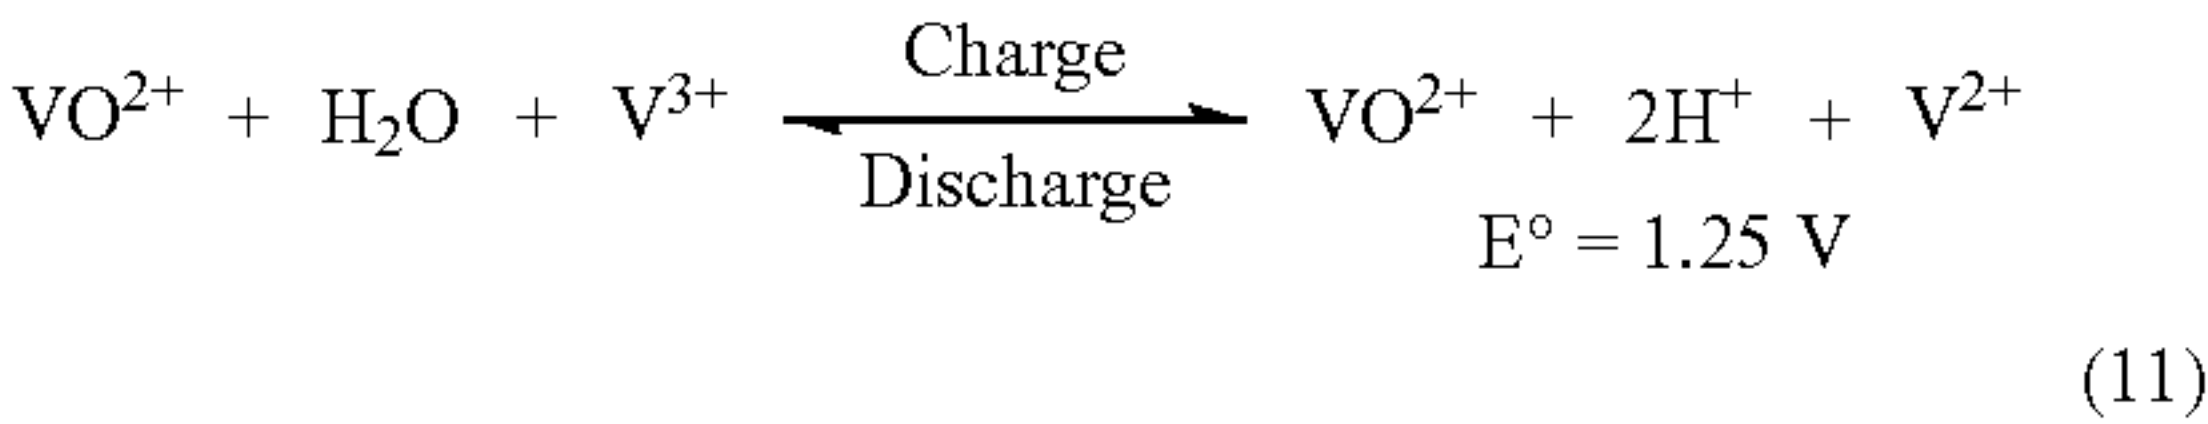 Charge
VO²⁺ + H₂O + V³⁺ ⇌ VO²⁺ + 2H⁺ + V²⁺
Discharge
E° = 1.25 V
(11)